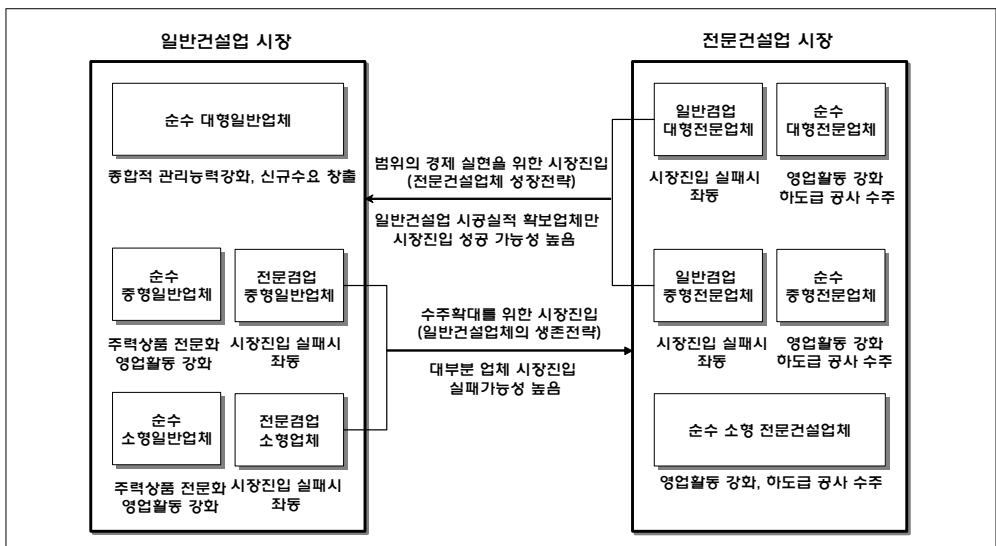 일반건설업 시장
순수 대형일반업체
종합적 관리능력강화, 신규수요 창출
순수
중형일반업체
주력상품 전문화
영업활동 강화
전문겸업
중형일반업체
시장진입 실패시
좌동
순수
소형일반업체
주력상품 전문화
영업활동 강화
전문겸업
소형업체
시장진입 실패시
좌동
범위의 경제 실현을 위한 시장진입
(전문건설업체 성장전략)
일반건설업 시공실적 확보업체만
시장진입 성공 가능성 높음
수주확대를 위한 시장진입
(일반건설업체의 생존전략)
대부분 업체 시장진입
실패가능성 높음
전문건설업 시장
일반겸업
대형전문업체
시장진입 실패시
좌동
순수
대형전문업체
영업활동 강화
하도급 공사 수주
일반겸업
중형전문업체
시장진입 실패시
좌동
순수
중형전문업체
영업활동 강화
하도급 공사 수주
순수 소형 전문건설업체
영업활동 강화, 하도급 공사 수주